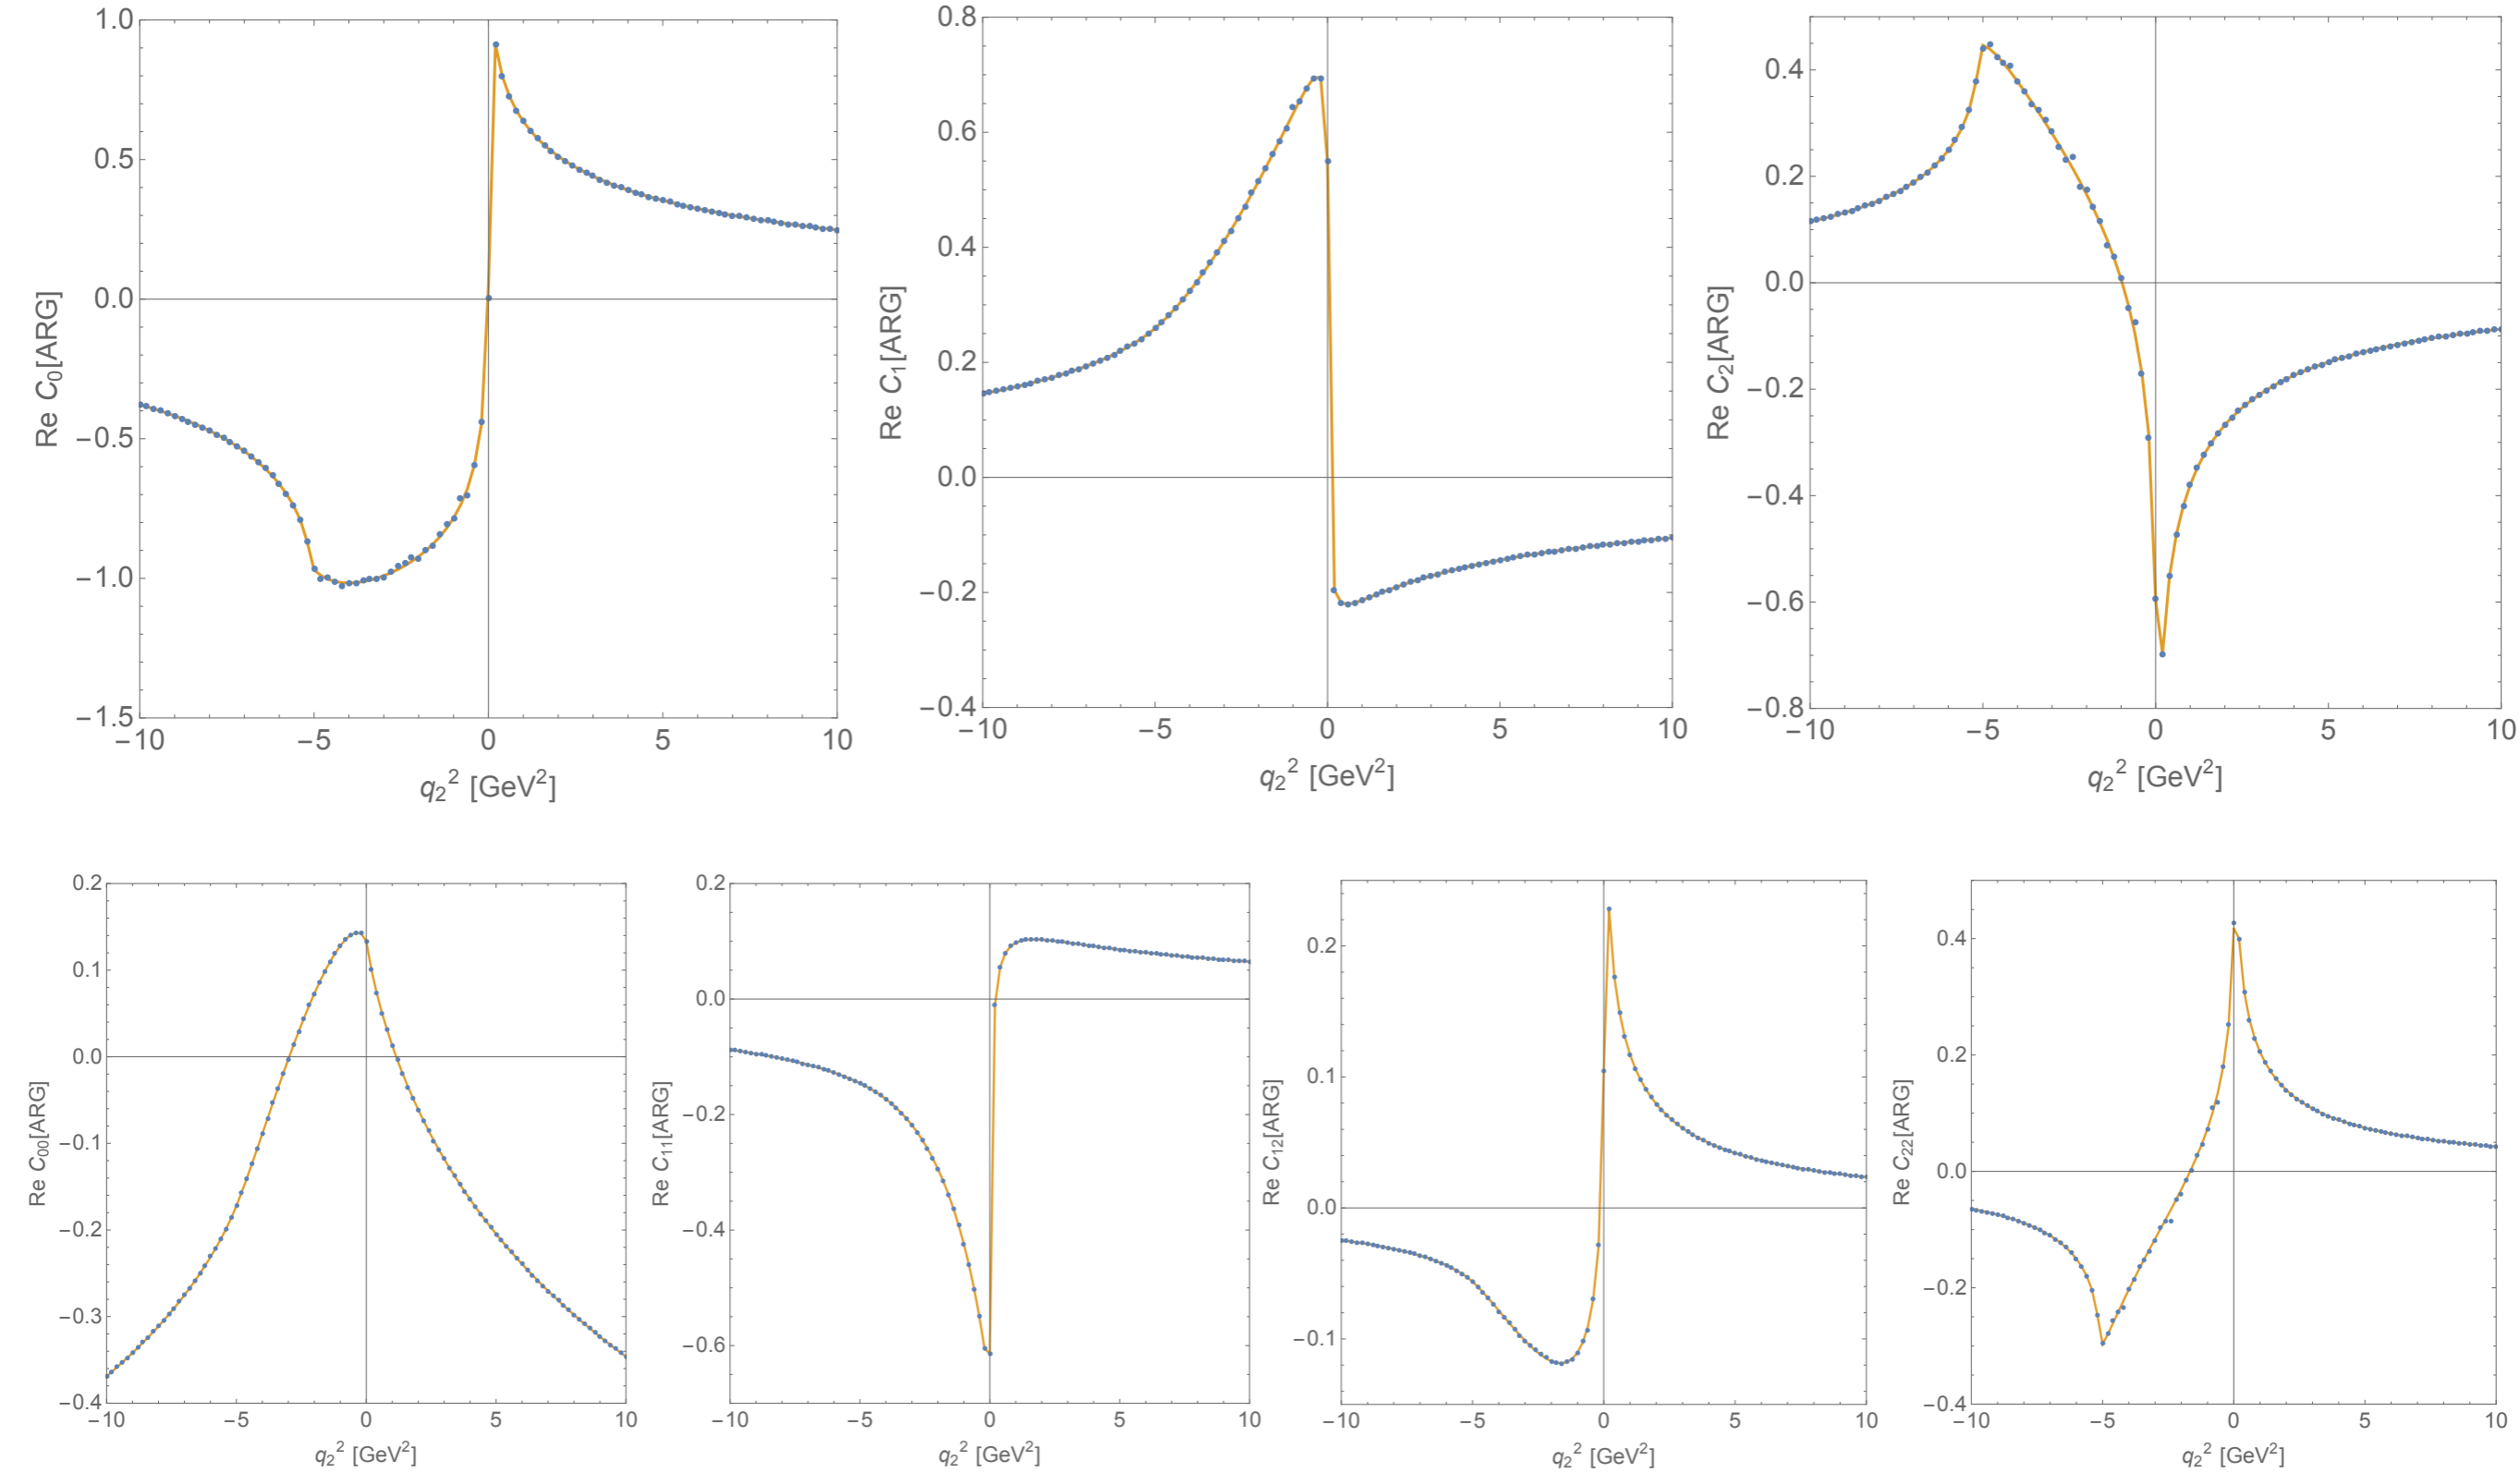 Re C₀[ARG]
1.0
0.5
0.0
−0.5
−1.0
−1.5
−10 −5 0 5 10
q₂² [GeV²]
Re C₁[ARG]
0.8
0.6
0.4
0.2
0.0
−0.2
−0.4
−10 −5 0 5 10
q₂² [GeV²]
Re C₂[ARG]
0.4
0.2
0.0
−0.2
−0.4
−0.6
−0.8
−10 −5 0 5 10
q₂² [GeV²]
Re C₀₀[ARG]
0.2
0.1
0.0
−0.1
−0.2
−0.3
−0.4
−10 −5 0 5 10
q₂² [GeV²]
Re C₁₁[ARG]
0.2
0.0
−0.2
−0.4
−0.6
−10 −5 0 5 10
q₂² [GeV²]
Re C₁₂[ARG]
0.2
0.1
0.0
−0.1
−10 −5 0 5 10
q₂² [GeV²]
Re C₂₂[ARG]
0.4
0.2
0.0
−0.2
−0.4
−10 −5 0 5 10
q₂² [GeV²]